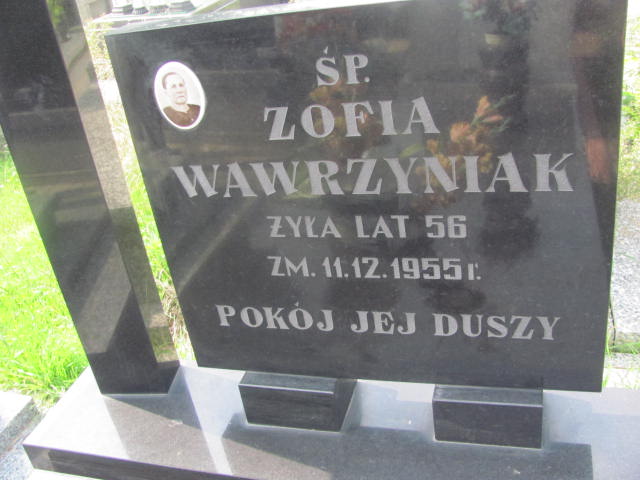 ŚP.
ZOFIA
WAWRZYNIAK
ŻYŁA LAT 56
ZM. 11.12.1955 r.
POKÓJ JEJ DUSZY